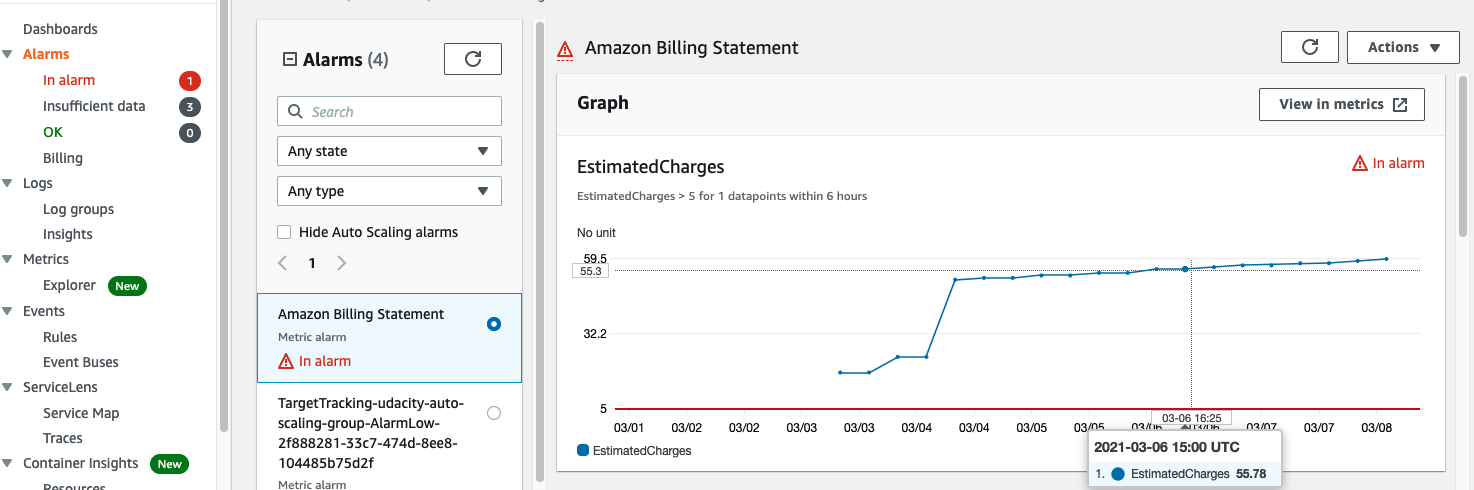 Dashboards
Alarms
In alarm 1
Insufficient data 3
OK 0
Billing
Logs
Log groups
Insights
Metrics
Explorer New
Events
Rules
Event Buses
ServiceLens
Service Map
Traces
Container Insights New
Resources
Alarms (4)
Search
Any state
Any type
Hide Auto Scaling alarms
1
Amazon Billing Statement
Metric alarm
In alarm
TargetTracking-udacity-auto-
scaling-group-AlarmLow-
2f888281-33c7-474d-8ee8-
104485b75d2f
Metric alarm
Amazon Billing Statement
Actions
Graph
View in metrics
EstimatedCharges
In alarm
EstimatedCharges > 5 for 1 datapoints within 6 hours
No unit
59.5
55.3
32.2
5
03-06 16:25
03/01 03/02 03/02 03/03 03/03 03/04 03/04 03/05 03/05 03/06 03/06 03/07 03/07 03/08
EstimatedCharges
2021-03-06 15:00 UTC
1. EstimatedCharges 55.78